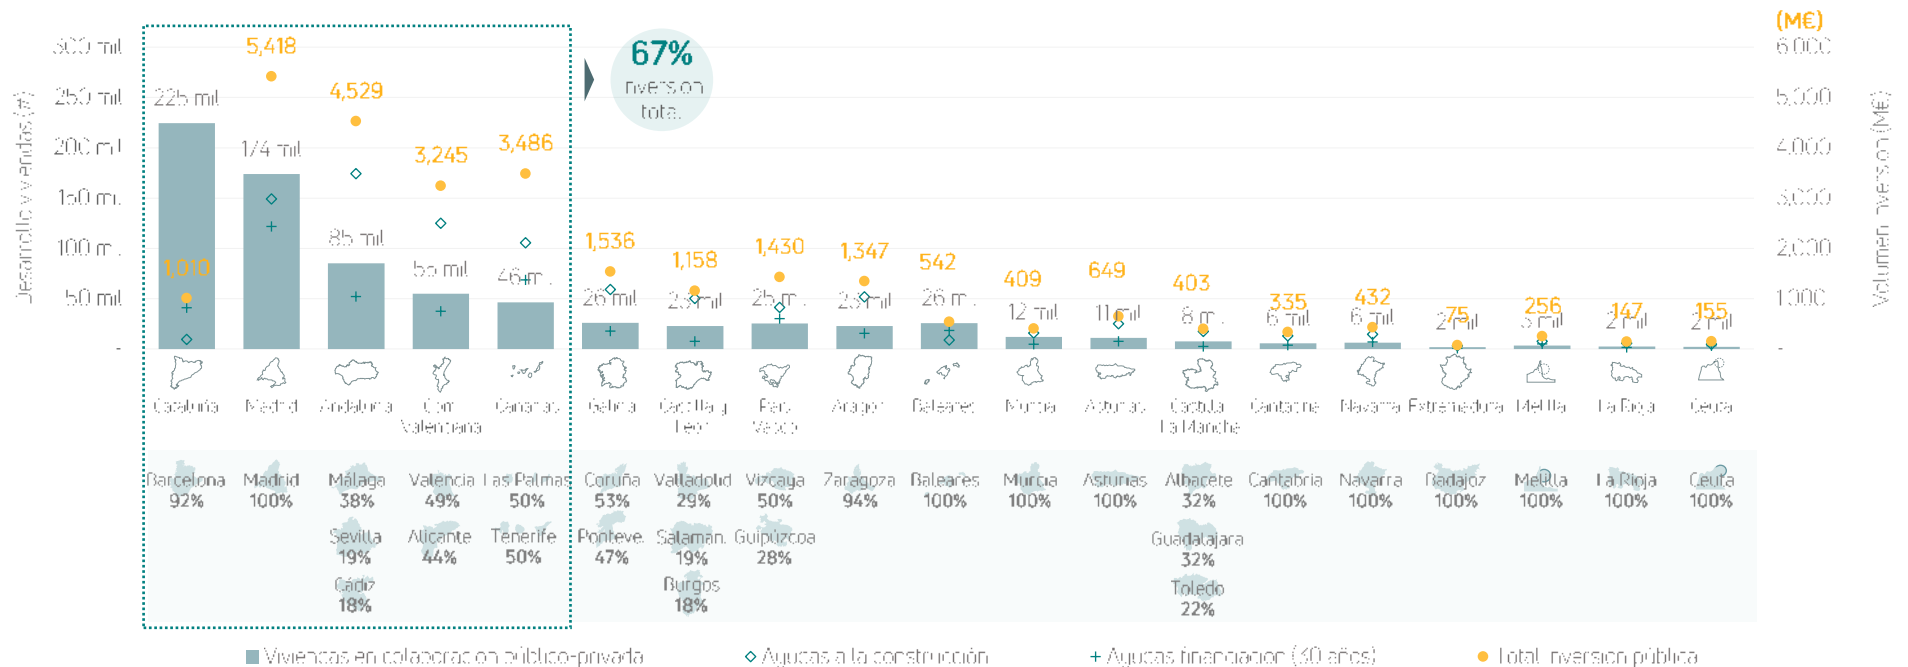 (M€)
300 mil
250 mil
200 mil
150 mil
100 mil
50 mil
-
Desarrollo viviendas (#)
225 mil
174 mil
85 mil
55 mil
46 mil
26 mil
23 mil
25 mil
23 mil
26 mil
12 mil
11 mil
8 mil
6 mil
6 mil
2 mil
3 mil
2 mil
2 mil
1,010
5,418
4,529
3,245
3,486
1,536
1,158
1,430
1,347
542
409
649
403
335
432
75
256
147
155
67%
inversión
total
6,000
5,000
4,000
3,000
2,000
1,000
-
Volumen inversión (M€)
Cataluña
Madrid
Andalucía
Com.
Valenciana
Canarias
Galicia
Castilla y
León
País
Vasco
Aragón
Baleares
Murcia
Asturias
Castilla
La Mancha
Cantabria
Navarra
Extremadura
Melilla
La Rioja
Ceuta
Barcelona
92%
Madrid
100%
Málaga
38%
Valencia
49%
Las Palmas
50%
Coruña
53%
Valladolid
29%
Vizcaya
50%
Zaragoza
94%
Baleares
100%
Murcia
100%
Asturias
100%
Albacete
32%
Cantabria
100%
Navarra
100%
Badajoz
100%
Melilla
100%
La Rioja
100%
Ceuta
100%
Sevilla
19%
Alicante
44%
Tenerife
50%
Ponteve.
47%
Salaman.
19%
Guipúzcoa
28%
Guadalajara
32%
Cádiz
18%
Burgos
18%
Toledo
22%
Viviendas en colaboración público-privada
Ayudas a la construcción
Ayudas financiación (30 años)
Total inversión pública